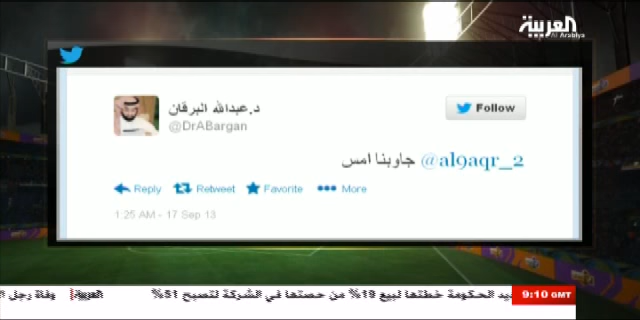 العربية
Al Arabiya
د.عبدالله البرقان
@DrABargan
Follow
@al9aqr_2 جاوبنا امس
Reply Retweet Favorite More
1:25 AM - 17 Sep 13
الحكومة خطتها لبيع 19% من حصتها في الشركة لتصبح 51% العربية وفاة رجل
9:10 GMT